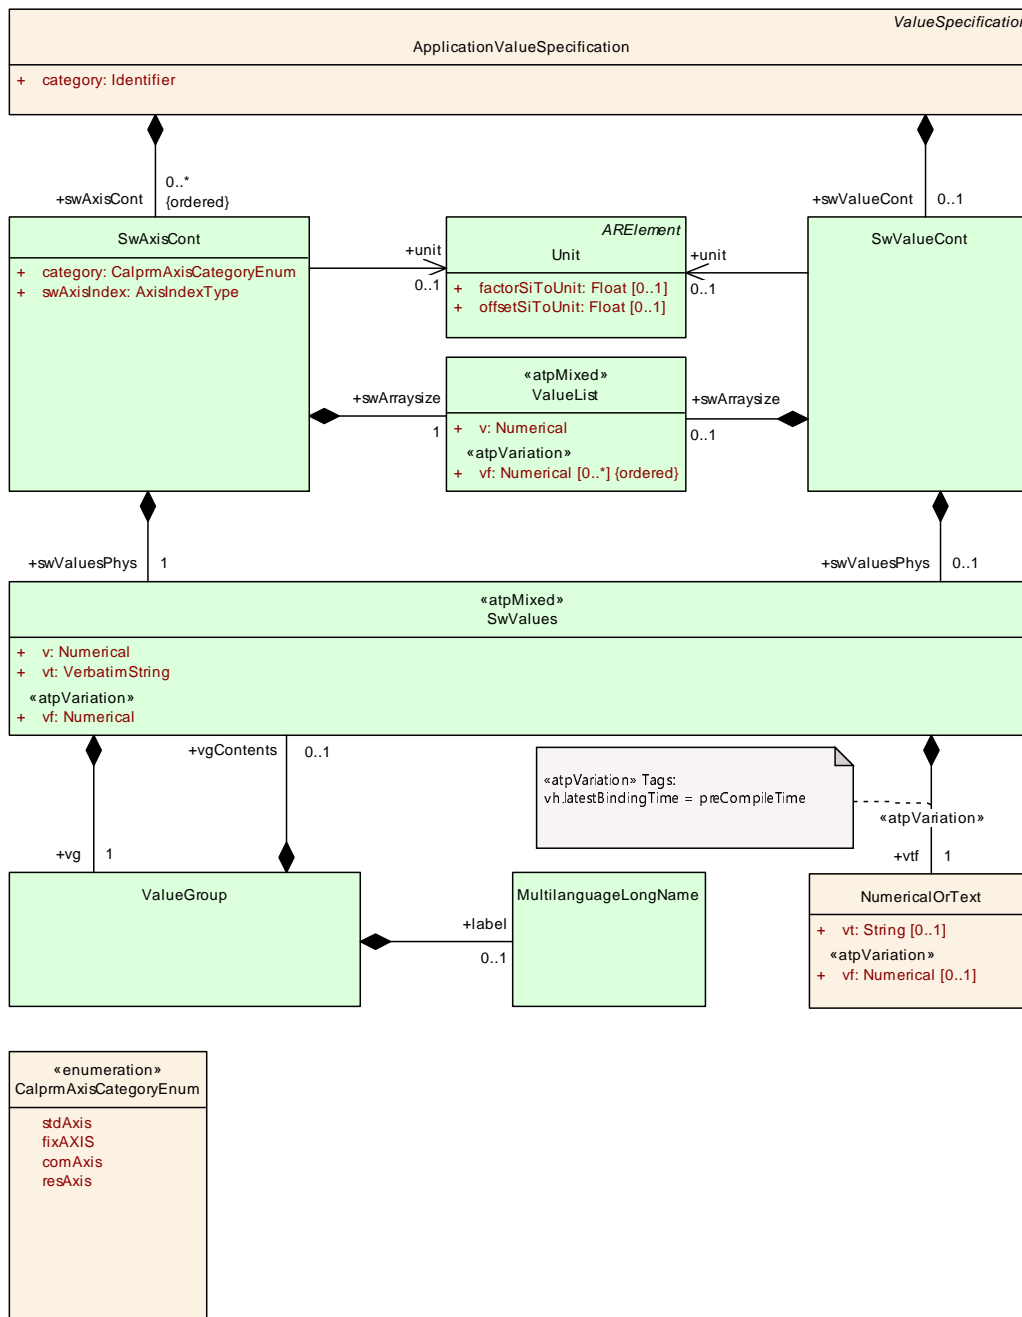 ValueSpecification
ApplicationValueSpecification
+ category: Identifier
+swAxisCont
0..*
{ordered}
+swValueCont
0..1
SwAxisCont
+ category: CalprmAxisCategoryEnum
+ swAxisIndex: AxisIndexType
+unit
0..1
ARElement
Unit
+ factorSiToUnit: Float [0..1]
+ offsetSiToUnit: Float [0..1]
+unit
0..1
SwValueCont
+swArraysize
1
«atpMixed»
ValueList
+ v: Numerical
«atpVariation»
+ vf: Numerical [0..*] {ordered}
+swArraysize
0..1
+swValuesPhys
1
+swValuesPhys
0..1
«atpMixed»
SwValues
+ v: Numerical
+ vt: VerbatimString
«atpVariation»
+ vf: Numerical
+vgContents
0..1
«atpVariation» Tags:
vh.latestBindingTime = preCompileTime
«atpVariation»
+vg
1
+vtf
1
ValueGroup
+label
0..1
MultilanguageLongName
NumericalOrText
+ vt: String [0..1]
«atpVariation»
+ vf: Numerical [0..1]
«enumeration»
CalprmAxisCategoryEnum
stdAxis
fixAXIS
comAxis
resAxis